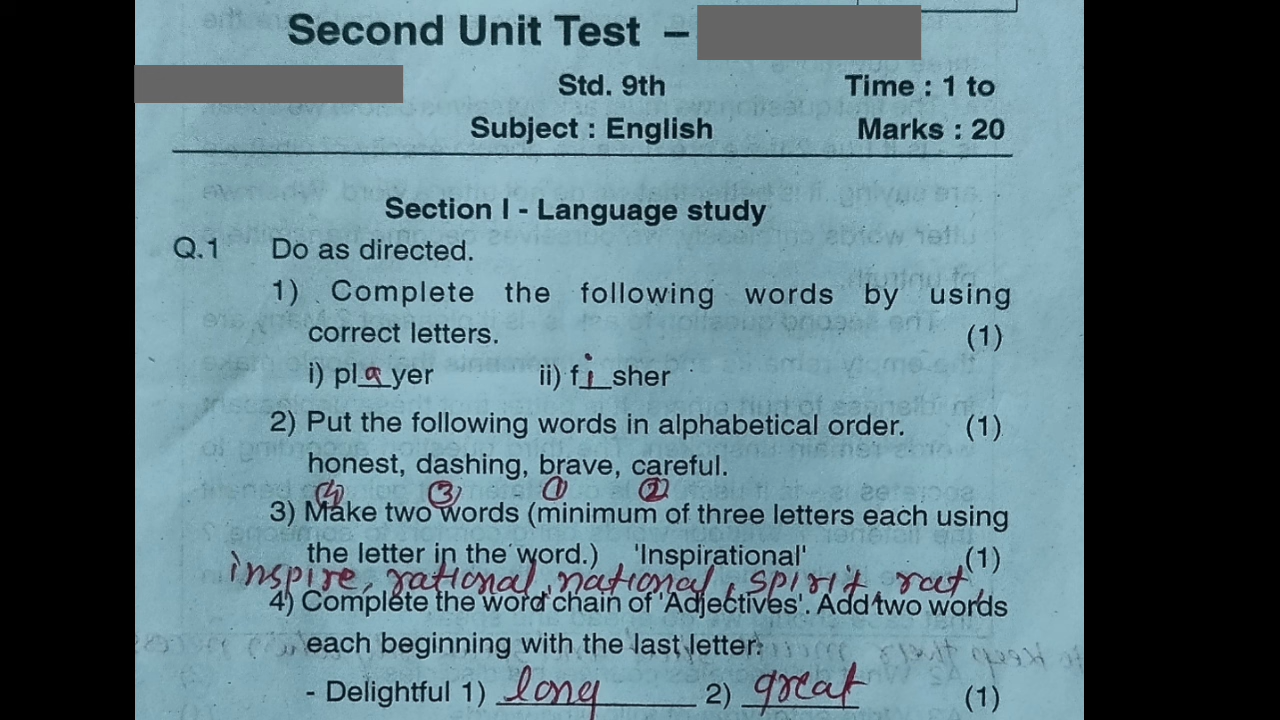 Second Unit Test –
Std. 9th Time : 1 to
Subject : English Marks : 20
Section I - Language study
Q.1 Do as directed.
1) Complete the following words by using
correct letters. (1)
i) pl a yer ii) f i sher
2) Put the following words in alphabetical order. (1)
honest, dashing, brave, careful.
④ ③ ① ②
3) Make two words (minimum of three letters each using
the letter in the word.) 'Inspirational' (1)
inspire, rational, national, spirit, rat,
4) Complete the word chain of 'Adjectives'. Add two words
each beginning with the last letter.
- Delightful 1) long 2) great (1)